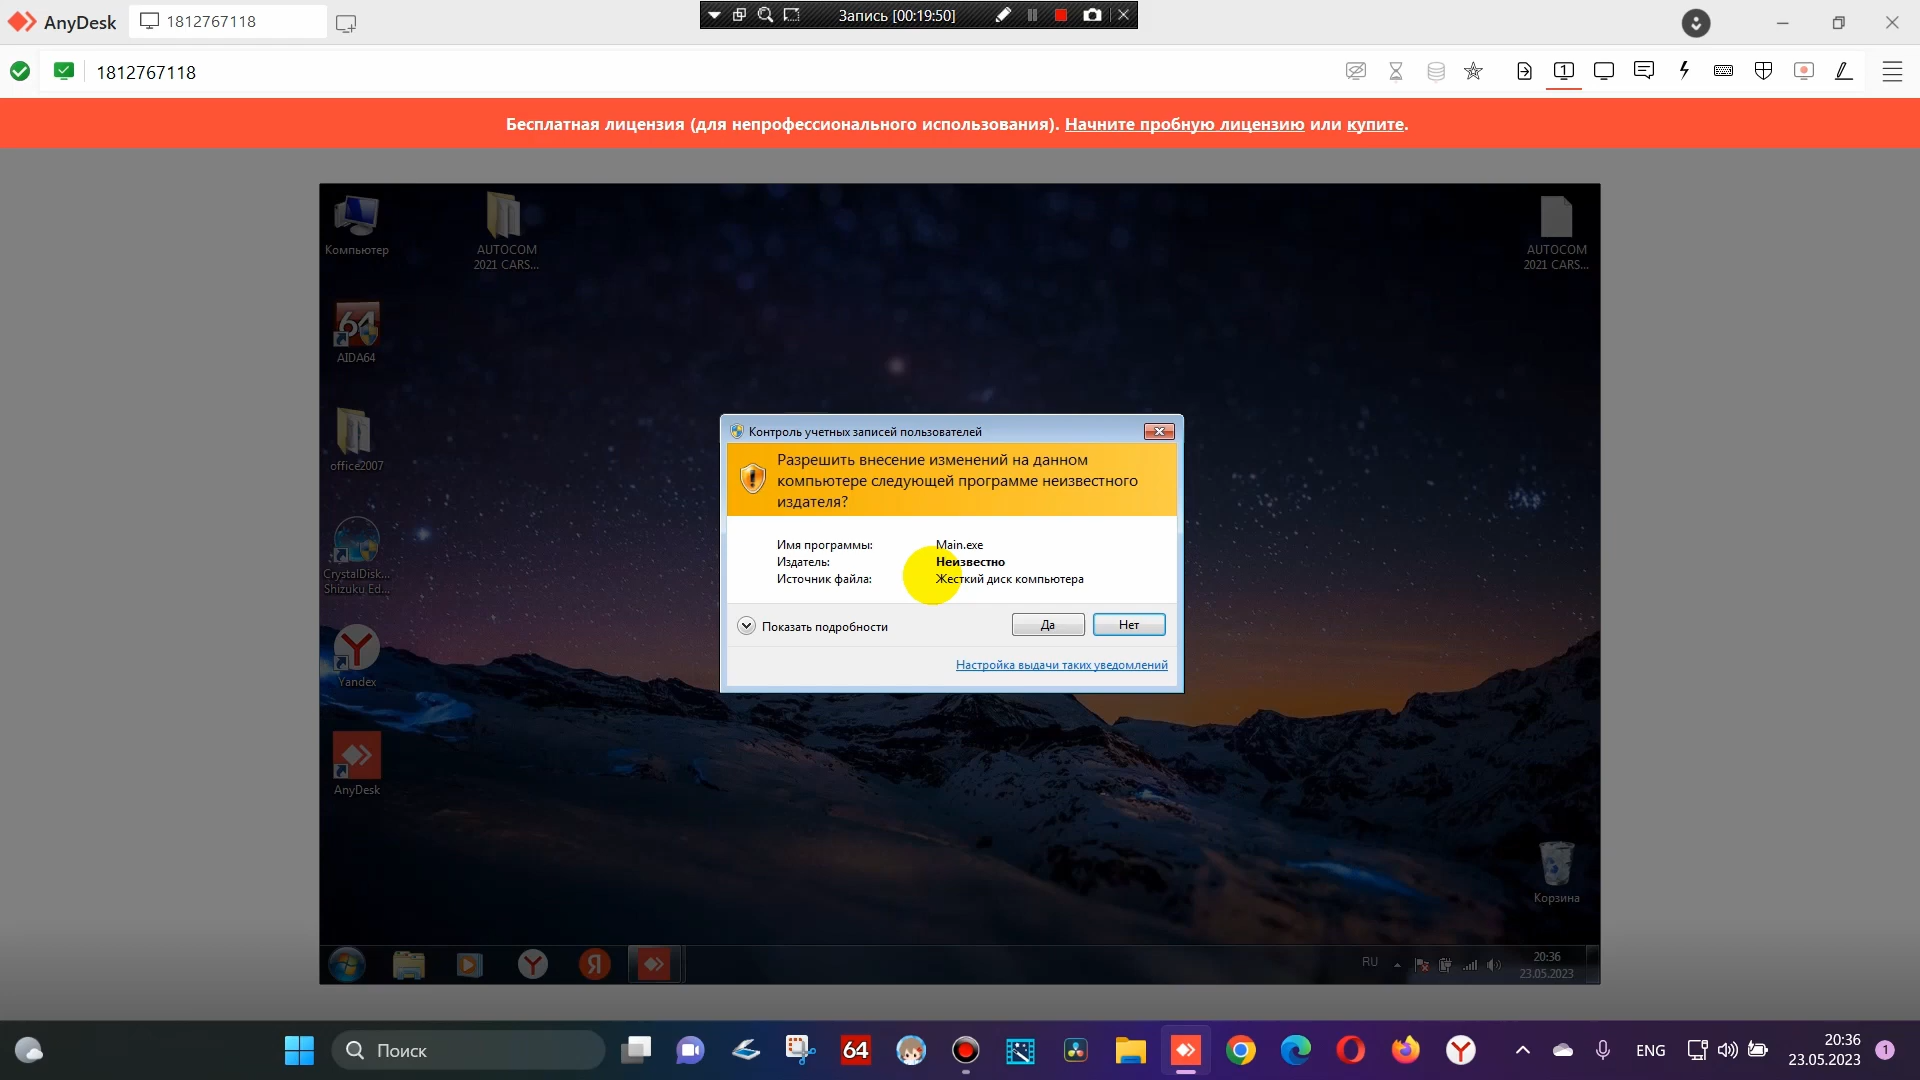 AnyDesk
1812767118
Запись [00:19:50]
1812767118
Бесплатная лицензия (для непрофессионального использования). Начните пробную лицензию или купите.
Компьютер
AUTOCOM
2021 CARS...
AUTOCOM
2021 CARS...
64
AIDA64
office2007
CrystalDisk...
Shizuku Ed...
Yandex
AnyDesk
Корзина
Контроль учетных записей пользователей
Разрешить внесение изменений на данном
компьютере следующей программе неизвестного
издателя?
Имя программы: Main.exe
Издатель: Неизвестно
Источник файла: Жесткий диск компьютера
Показать подробности
Да
Нет
Настройка выдачи таких уведомлений
RU
20:36
23.05.2023
Поиск
64
ENG
20:36
23.05.2023
1